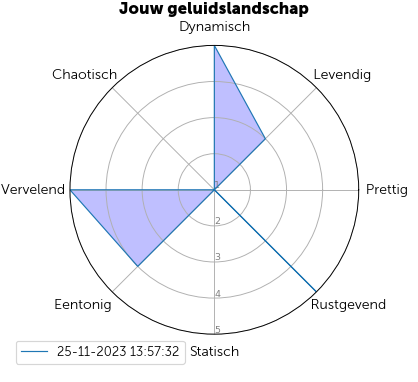 Jouw geluidslandschap
Dynamisch
Chaotisch
Levendig
Vervelend
1
Prettig
2
3
4
Eentonig
Rustgevend
5
25-11-2023 13:57:32
Statisch